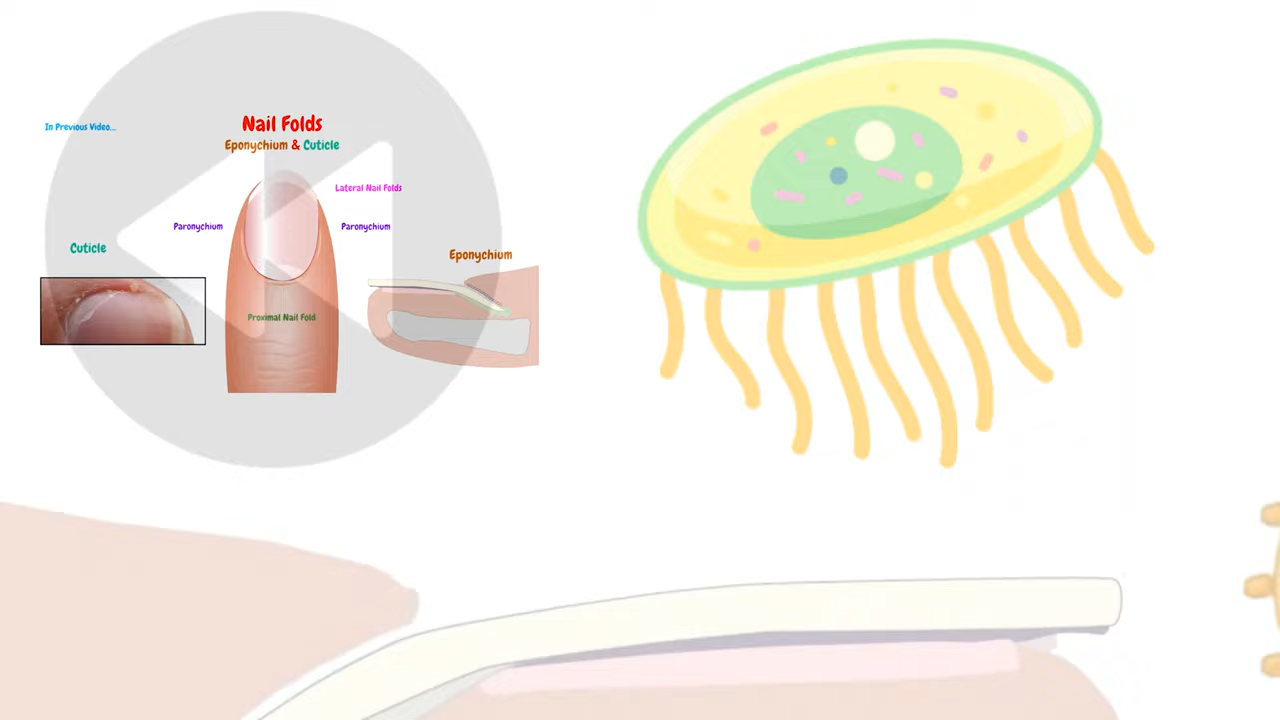 In Previous Video...
Nail Folds
Eponychium & Cuticle
Lateral Nail Folds
Paronychium
Paronychium
Cuticle
Eponychium
Proximal Nail Fold